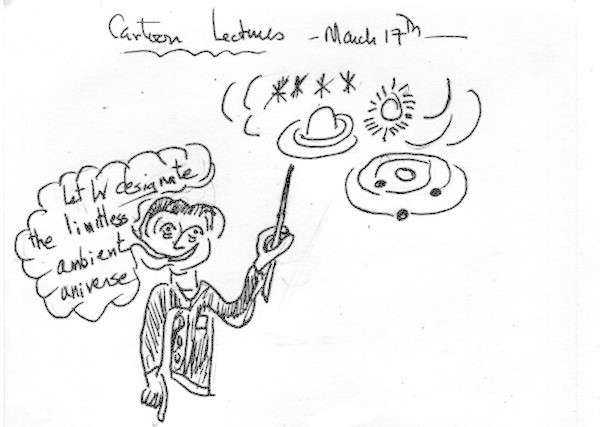 Cartoon Lectures - March 17th
Let W designate
the limitless
ambient
universe